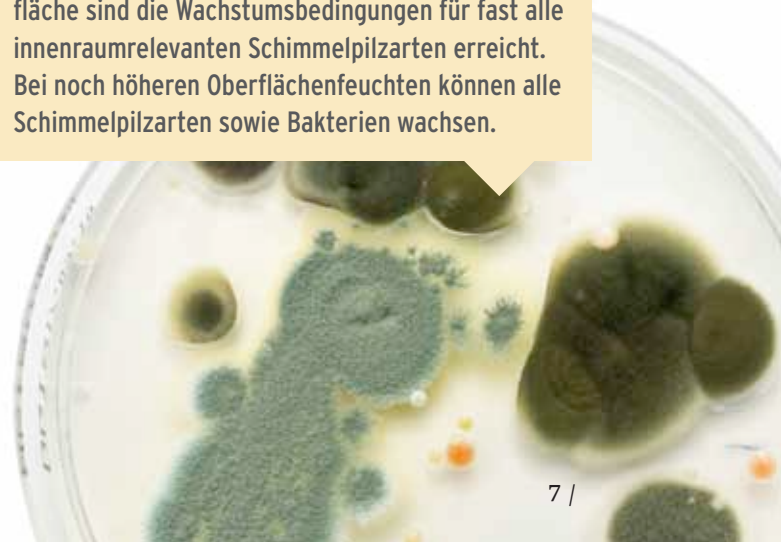 fläche sind die Wachstumsbedingungen für fast alle
innenraumrelevanten Schimmelpilzarten erreicht.
Bei noch höheren Oberflächenfeuchten können alle
Schimmelpilzarten sowie Bakterien wachsen.
7 /